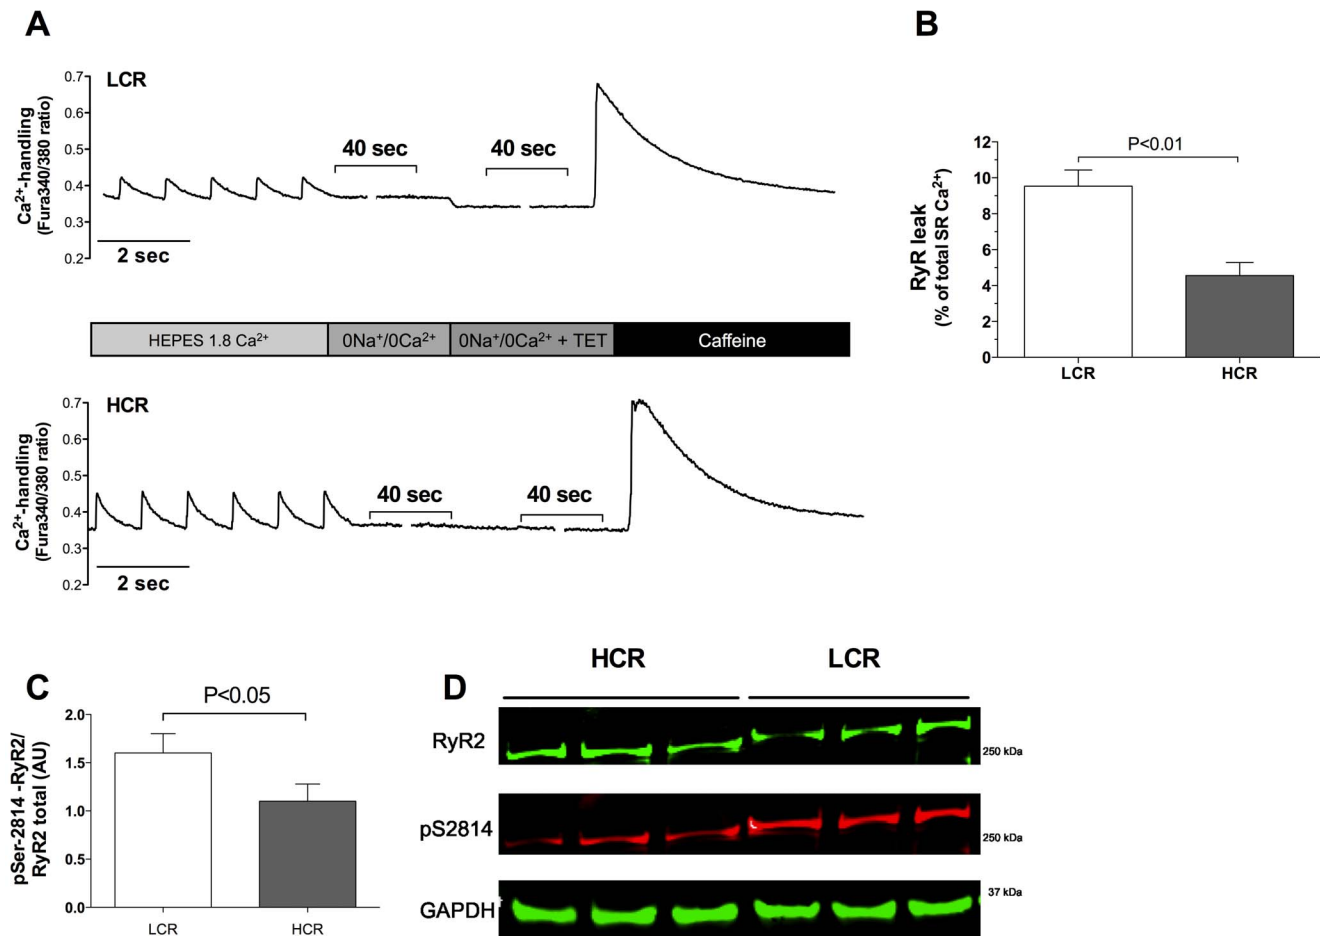 A
LCR
Ca²⁺-handling
(Fura340/380 ratio)
0.7
0.6
0.5
0.4
0.3
0.2
40 sec
40 sec
2 sec
HEPES 1.8 Ca²⁺
0Na⁺/0Ca²⁺
0Na⁺/0Ca²⁺ + TET
Caffeine
HCR
Ca²⁺-handling
(Fura340/380 ratio)
0.7
0.6
0.5
0.4
0.3
0.2
40 sec
40 sec
2 sec
B
P<0.01
RyR leak
(% of total SR Ca²⁺)
12
10
8
6
4
2
0
LCR
HCR
C
P<0.05
pSer-2814 -RyR2/
RyR2 total (AU)
2.0
1.5
1.0
0.5
0.0
LCR
HCR
D
HCR
LCR
RyR2
250 kDa
pS2814
250 kDa
GAPDH
37 kDa